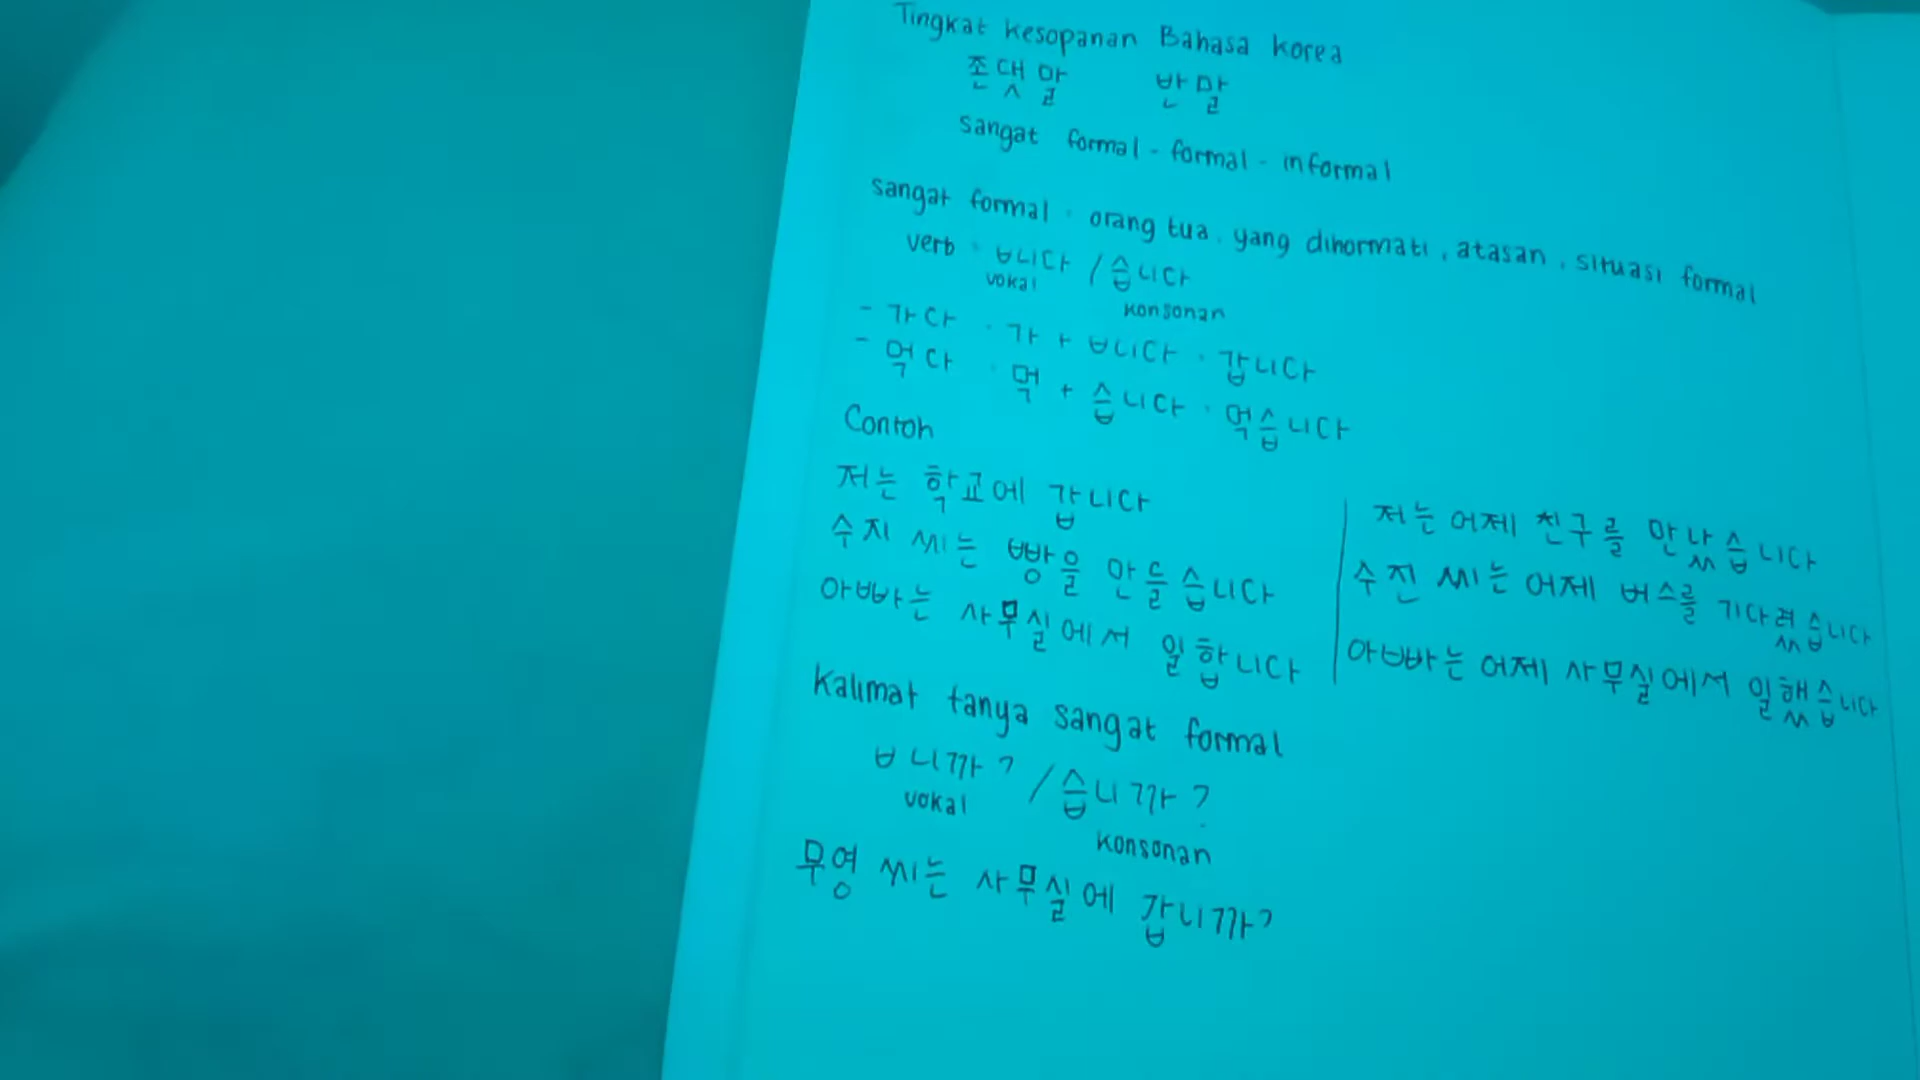 Tingkat kesopanan Bahasa korea
존댓말 반말
sangat formal - formal - informal
sangat formal : orang tua, yang dihormati, atasan, situasi formal
verb : ㅂ니다 / 습니다
vokal konsonan
- 가다 : 가 + ㅂ니다 : 갑니다
- 먹다 : 먹 + 습니다 : 먹습니다
Contoh
저는 학교에 갑니다
수지 씨는 빵을 만들습니다
아빠는 사무실에서 일합니다
저는 어제 친구를 만났습니다
수진 씨는 어제 버스를 기다렸습니다
아빠는 어제 사무실에서 일했습니다
Kalimat tanya sangat formal
ㅂ니까? / 습니까?
vokal konsonan
무영 씨는 사무실에 갑니까?